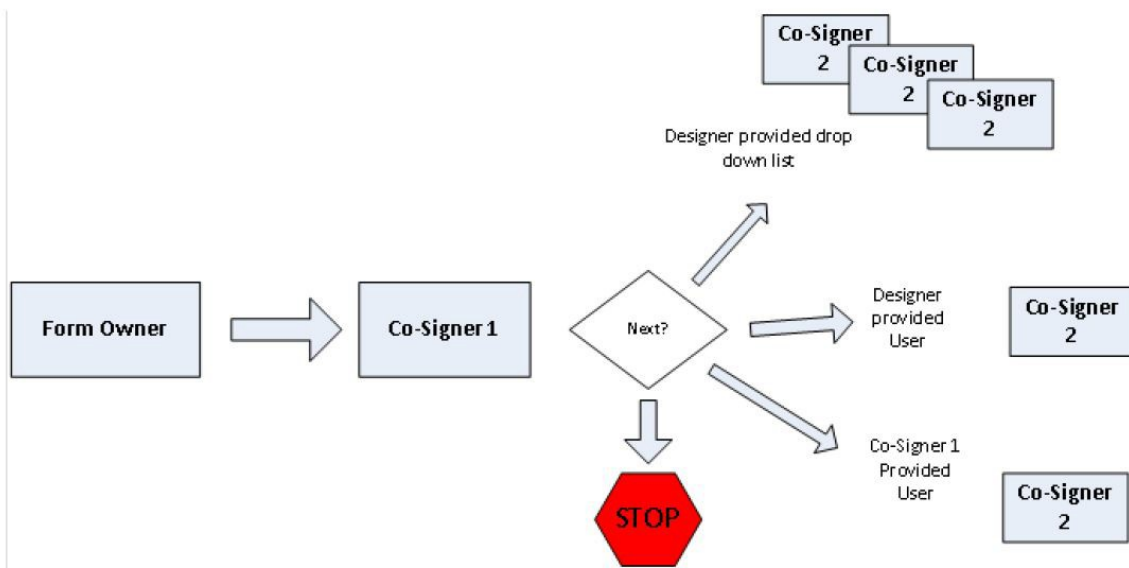 Co-Signer
2
Co-Signer
2
Co-Signer
2
Designer provided drop
down list
Form Owner
Co-Signer 1
Next?
Designer
provided
User
Co-Signer
2
STOP
Co-Signer 1
Provided
User
Co-Signer
2